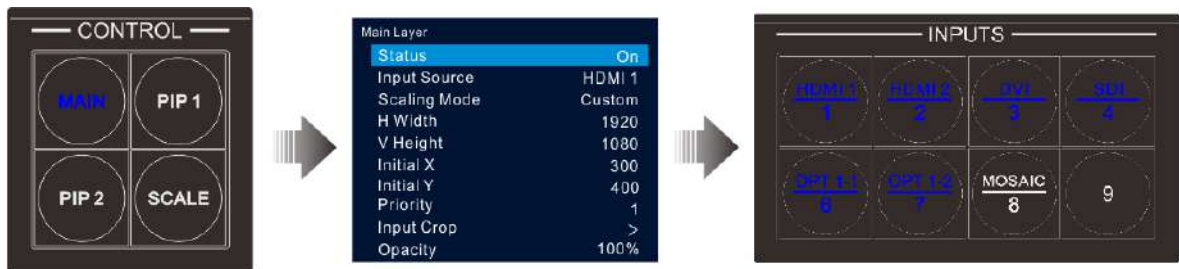 CONTROL
MAIN
PIP 1
PIP 2
SCALE
Main Layer
Status On
Input Source HDMI 1
Scaling Mode Custom
H Width 1920
V Height 1080
Initial X 300
Initial Y 400
Priority 1
Input Crop >
Opacity 100%
INPUTS
HDMI 1
1
HDMI 2
2
DVI
3
SDI
4
OPT 1-1
6
OPT 1-2
7
MOSAIC
8
9